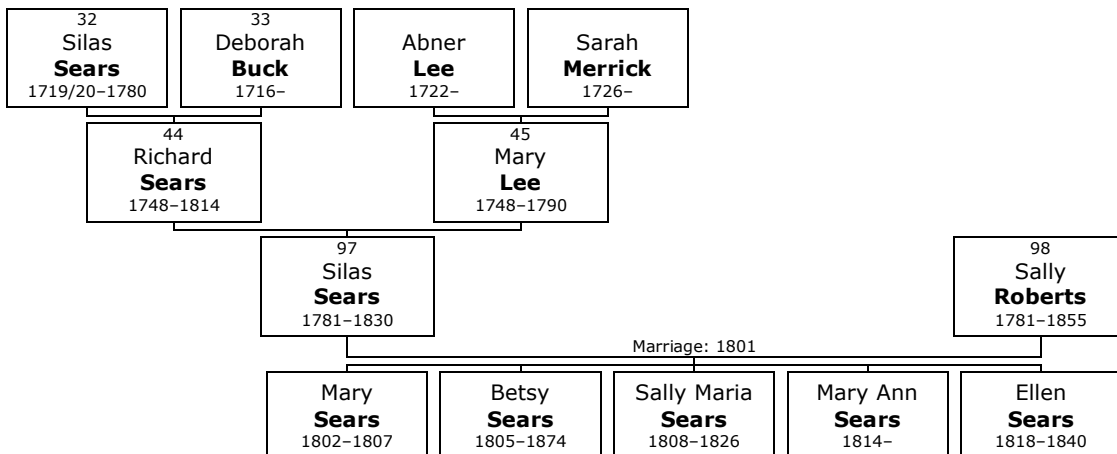 32
Silas
Sears
1719/20–1780
33
Deborah
Buck
1716–
Abner
Lee
1722–
Sarah
Merrick
1726–
44
Richard
Sears
1748–1814
45
Mary
Lee
1748–1790
97
Silas
Sears
1781–1830
98
Sally
Roberts
1781–1855
Marriage: 1801
Mary
Sears
1802–1807
Betsy
Sears
1805–1874
Sally Maria
Sears
1808–1826
Mary Ann
Sears
1814–
Ellen
Sears
1818–1840